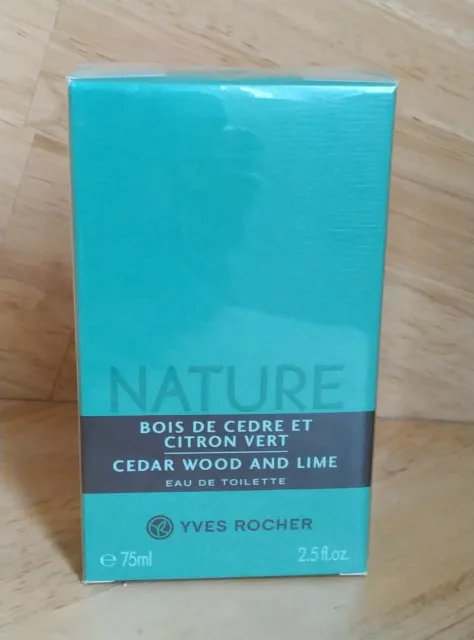 NATURE
BOIS DE CEDRE ET
CITRON VERT
CEDAR WOOD AND LIME
EAU DE TOILETTE
YVES ROCHER
℮ 75ml 2.5 fl.oz.